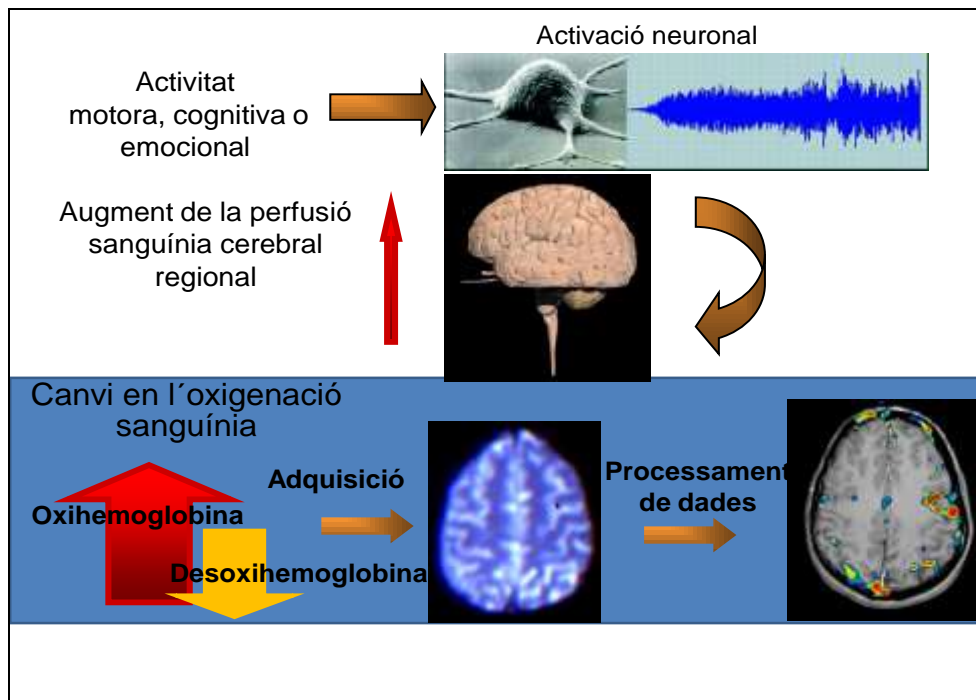 Activació neuronal
Activitat
motora, cognitiva o
emocional
Augment de la perfusió
sanguínia cerebral
regional
Canvi en l´oxigenació
sanguínia
Oxihemoglobina
Desoxihemoglobina
Adquisició
Processament
de dades